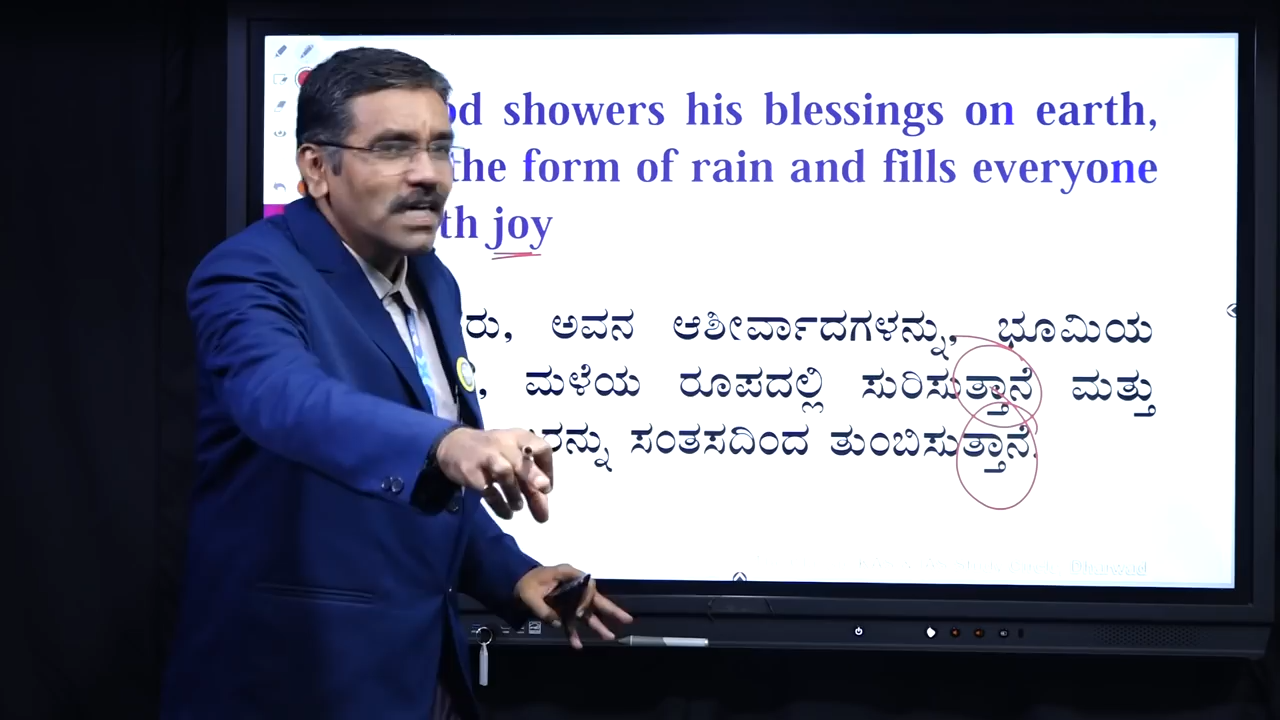 od showers his blessings on earth,
the form of rain and fills everyone
th joy
ರು, ಅವನ ಆಶೀರ್ವಾದಗಳನ್ನು, ಭೂಮಿಯ
, ಮಳೆಯ ರೂಪದಲ್ಲಿ ಸುರಿಸುತ್ತಾನೆ ಮತ್ತು
ರನ್ನು ಸಂತಸದಿಂದ ತುಂಬಿಸುತ್ತಾನೆ.